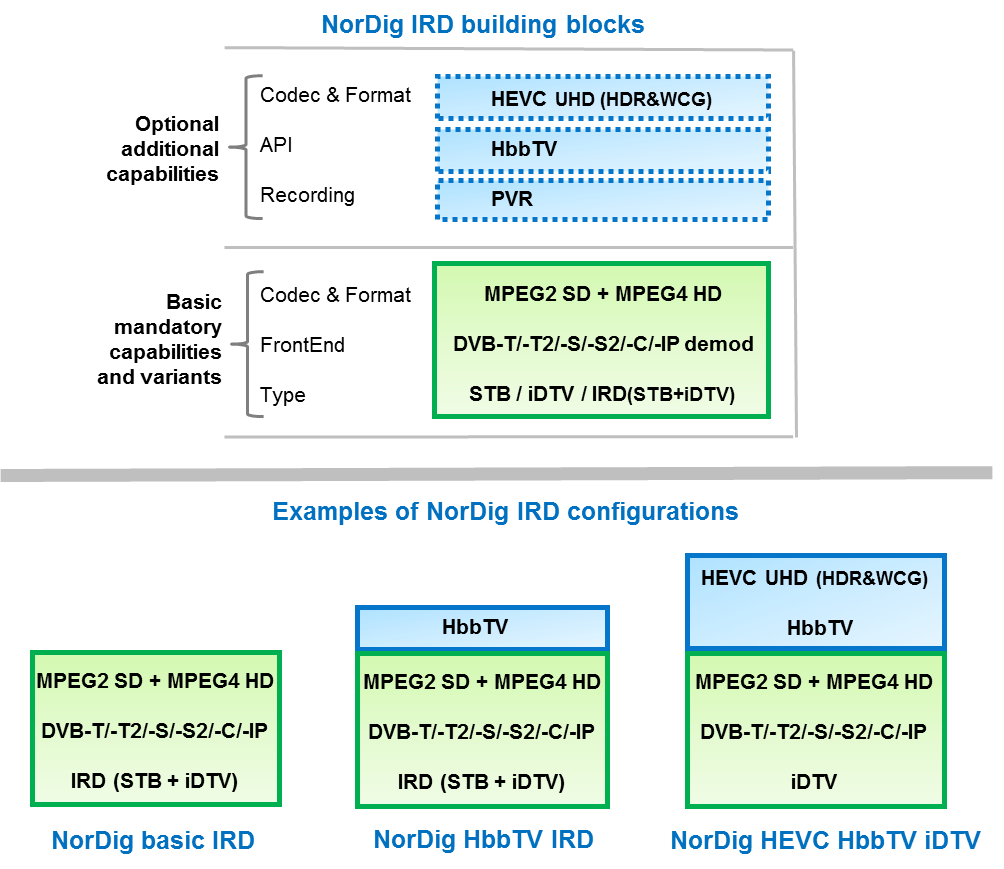 NorDig IRD building blocks
Optional
additional
capabilities
Codec & Format
HEVC UHD (HDR&WCG)
API
HbbTV
Recording
PVR
Basic
mandatory
capabilities
and variants
Codec & Format
MPEG2 SD + MPEG4 HD
FrontEnd
DVB-T/-T2/-S/-S2/-C/-IP demod
Type
STB / iDTV / IRD(STB+iDTV)
Examples of NorDig IRD configurations
MPEG2 SD + MPEG4 HD
DVB-T/-T2/-S/-S2/-C/-IP
IRD (STB + iDTV)
NorDig basic IRD
HbbTV
MPEG2 SD + MPEG4 HD
DVB-T/-T2/-S/-S2/-C/-IP
IRD (STB + iDTV)
NorDig HbbTV IRD
HEVC UHD (HDR&WCG)
HbbTV
MPEG2 SD + MPEG4 HD
DVB-T/-T2/-S/-S2/-C/-IP
iDTV
NorDig HEVC HbbTV iDTV